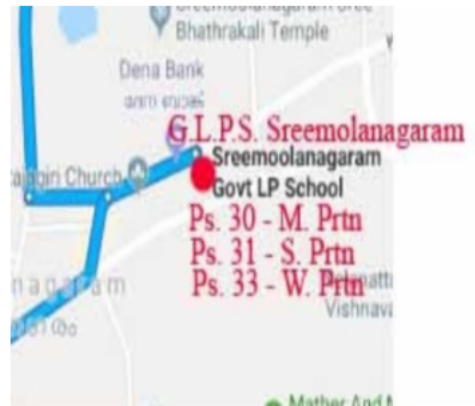 Bhathrakali Temple
Dena Bank
G.L.P.S. Sreemolanagaram
Sreemoolanagaram
Church
Govt LP School
Ps. 30 - M. Prtn
Ps. 31 - S. Prtn
Ps. 33 - W. Prtn
nagaram
Vishnava
Mather And M